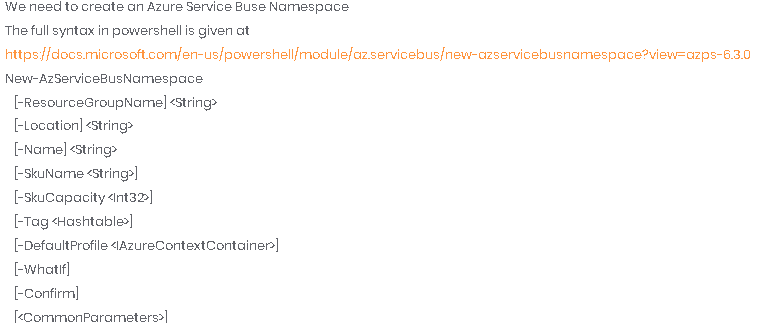 We need to create an Azure Service Buse Namespace
The full syntax in powershell is given at
https://docs.microsoft.com/en-us/powershell/module/az.servicebus/new-azservicebusnamespace?view=azps-6.3.0
New-AzServiceBusNamespace
[-ResourceGroupName] <String>
[-Location] <String>
[-Name] <String>
[-SkuName <String>]
[-SkuCapacity <Int32>]
[-Tag <Hashtable>]
[-DefaultProfile <IAzureContextContainer>]
[-WhatIf]
[-Confirm]
[<CommonParameters>]